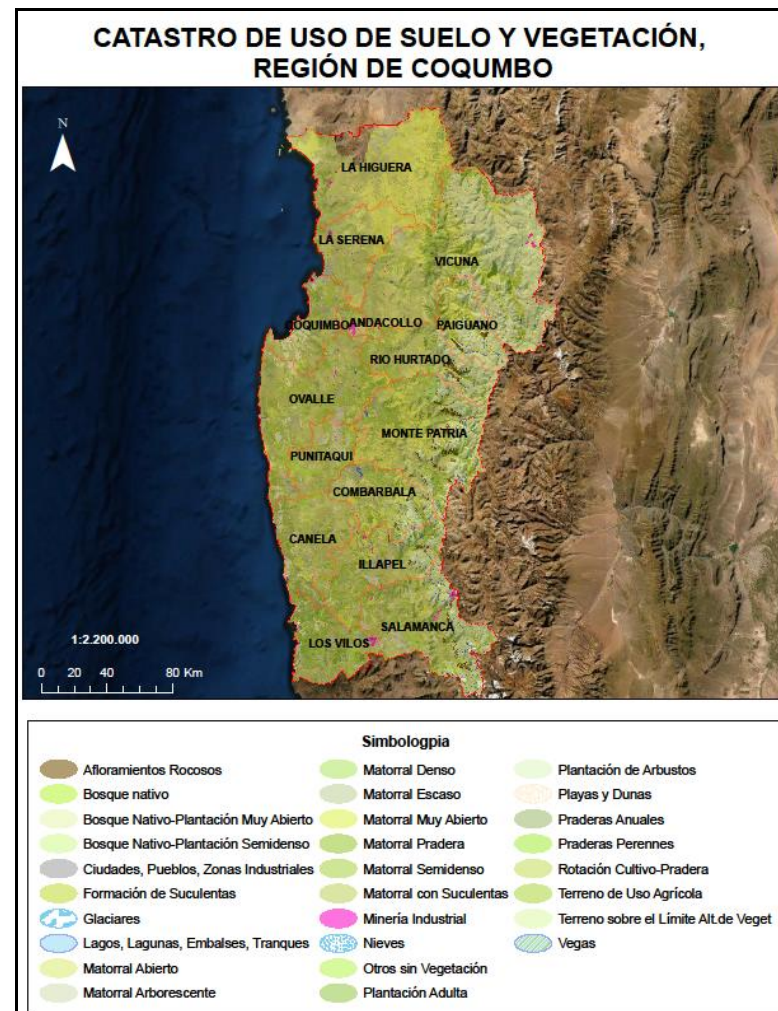 CATASTRO DE USO DE SUELO Y VEGETACIÓN,
REGIÓN DE COQUMBO
N
LA HIGUERA
LA SERENA
VICUNA
COQUIMBO
ANDACOLLO
PAIGUANO
RIO HURTADO
OVALLE
MONTE PATRIA
PUNITAQUI
COMBARBALA
CANELA
ILLAPEL
SALAMANCA
LOS VILOS
1:2.200.000
0 20 40 80 Km
Simbologpia
Afloramientos Rocosos
Bosque nativo
Bosque Nativo-Plantación Muy Abierto
Bosque Nativo-Plantación Semidenso
Ciudades, Pueblos, Zonas Industriales
Formación de Suculentas
Glaciares
Lagos, Lagunas, Embalses, Tranques
Matorral Abierto
Matorral Arborescente
Matorral Denso
Matorral Escaso
Matorral Muy Abierto
Matorral Pradera
Matorral Semidenso
Matorral con Suculentas
Minería Industrial
Nieves
Otros sin Vegetación
Plantación Adulta
Plantación de Arbustos
Playas y Dunas
Praderas Anuales
Praderas Perennes
Rotación Cultivo-Pradera
Terreno de Uso Agrícola
Terreno sobre el Límite Alt.de Veget
Vegas